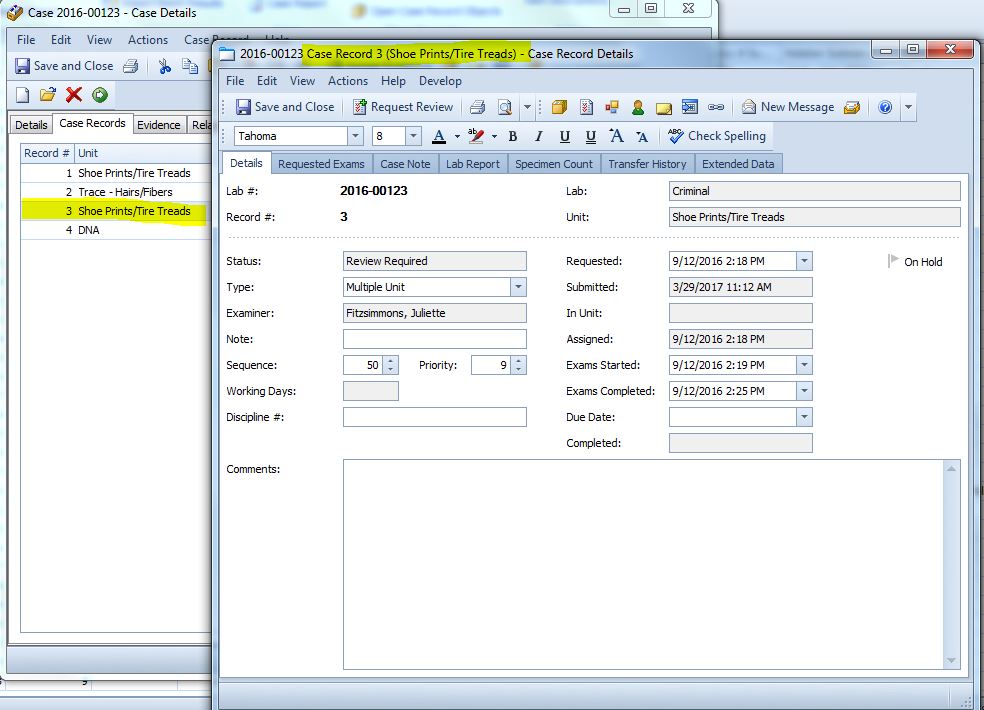 Case 2016-00123 - Case Details
File Edit View Actions Case Record Help
Save and Close
Details Case Records Evidence
Record # Unit
1 Shoe Prints/Tire Treads
2 Trace - Hairs/Fibers
3 Shoe Prints/Tire Treads
4 DNA
2016-00123 Case Record 3 (Shoe Prints/Tire Treads) - Case Record Details
File Edit View Actions Help Develop
Save and Close Request Review New Message
Tahoma 8 A B I U U A A ABC Check Spelling
Details Requested Exams Case Note Lab Report Specimen Count Transfer History Extended Data
Lab #: 2016-00123 Lab: Criminal
Record #: 3 Unit: Shoe Prints/Tire Treads
Status: Review Required Requested: 9/12/2016 2:18 PM On Hold
Type: Multiple Unit Submitted: 3/29/2017 11:12 AM
Examiner: Fitzsimmons, Juliette In Unit:
Note: Assigned: 9/12/2016 2:18 PM
Sequence: 50 Priority: 9 Exams Started: 9/12/2016 2:19 PM
Working Days: Exams Completed: 9/12/2016 2:25 PM
Discipline #: Due Date:
Completed:
Comments: